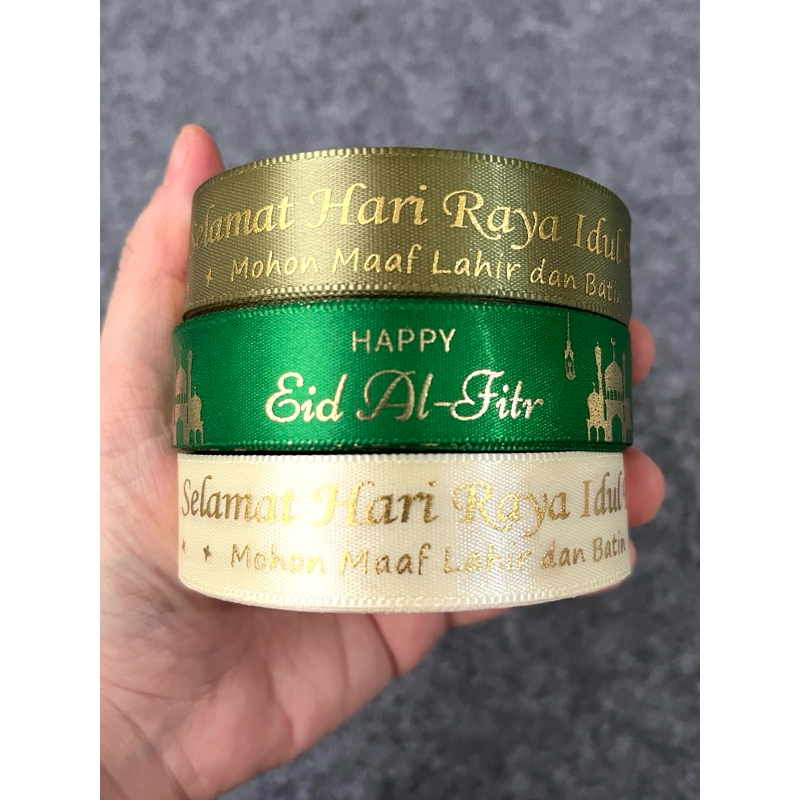 Selamat Hari Raya Idul
Mohon Maaf Lahir dan Batin
HAPPY
Eid Al-Fitr
Selamat Hari Raya Idul
Mohon Maaf Lahir dan Batin